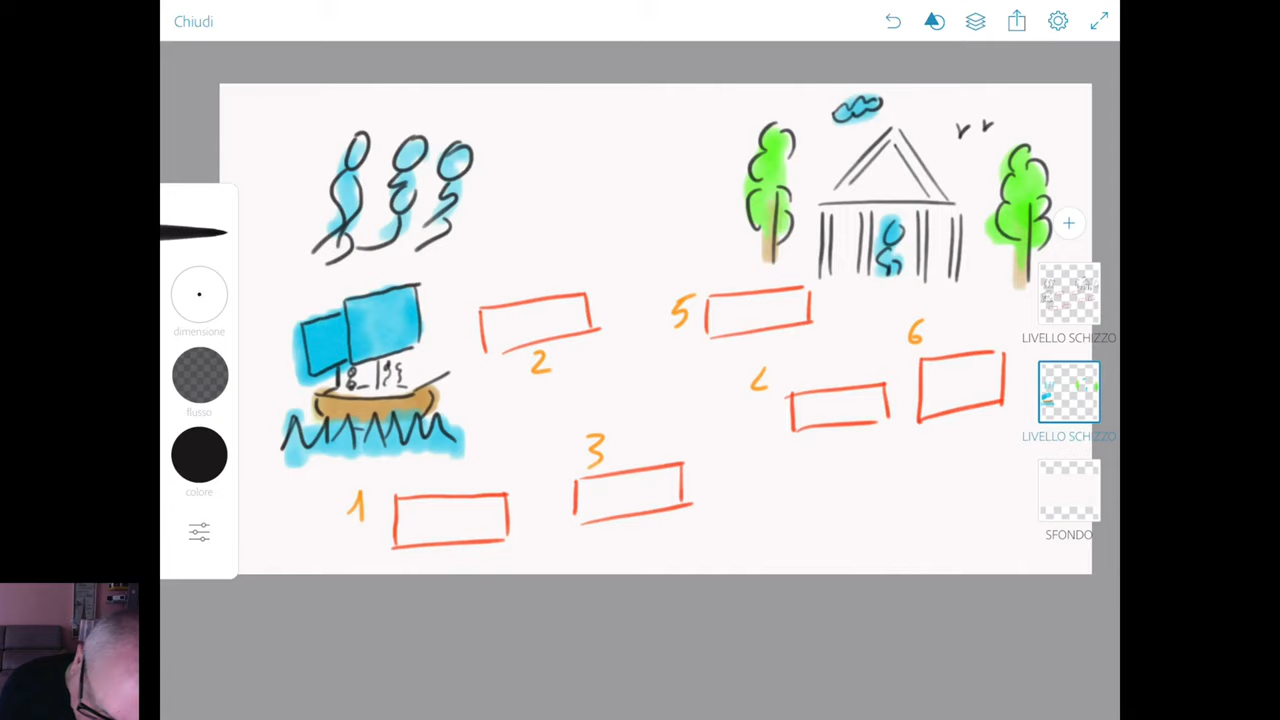 Chiudi
5
6
2
4
3
1
dimensione
flusso
colore
LIVELLO SCHIZZO
LIVELLO SCHIZZO
SFONDO